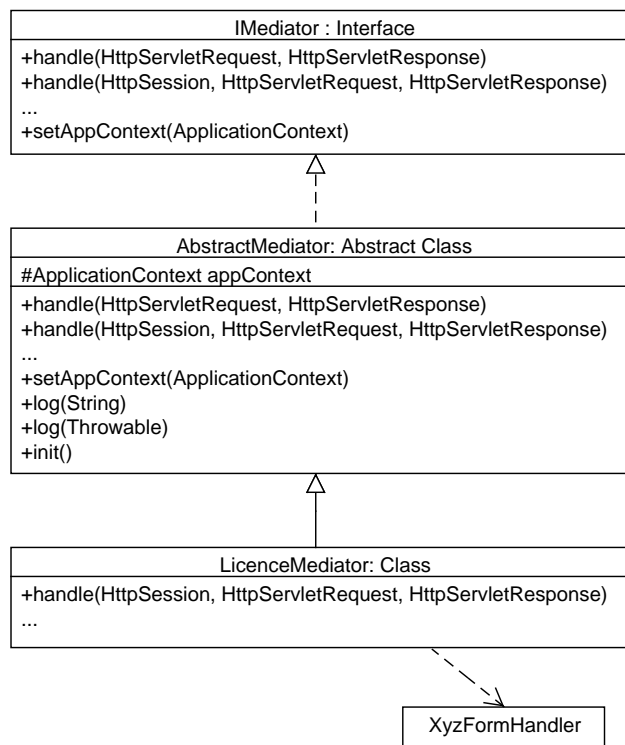 IMediator : Interface
+handle(HttpServletRequest, HttpServletResponse)
+handle(HttpSession, HttpServletRequest, HttpServletResponse)
...
+setAppContext(ApplicationContext)
AbstractMediator: Abstract Class
#ApplicationContext appContext
+handle(HttpServletRequest, HttpServletResponse)
+handle(HttpSession, HttpServletRequest, HttpServletResponse)
...
+setAppContext(ApplicationContext)
+log(String)
+log(Throwable)
+init()
LicenceMediator: Class
+handle(HttpSession, HttpServletRequest, HttpServletResponse)
...
XyzFormHandler